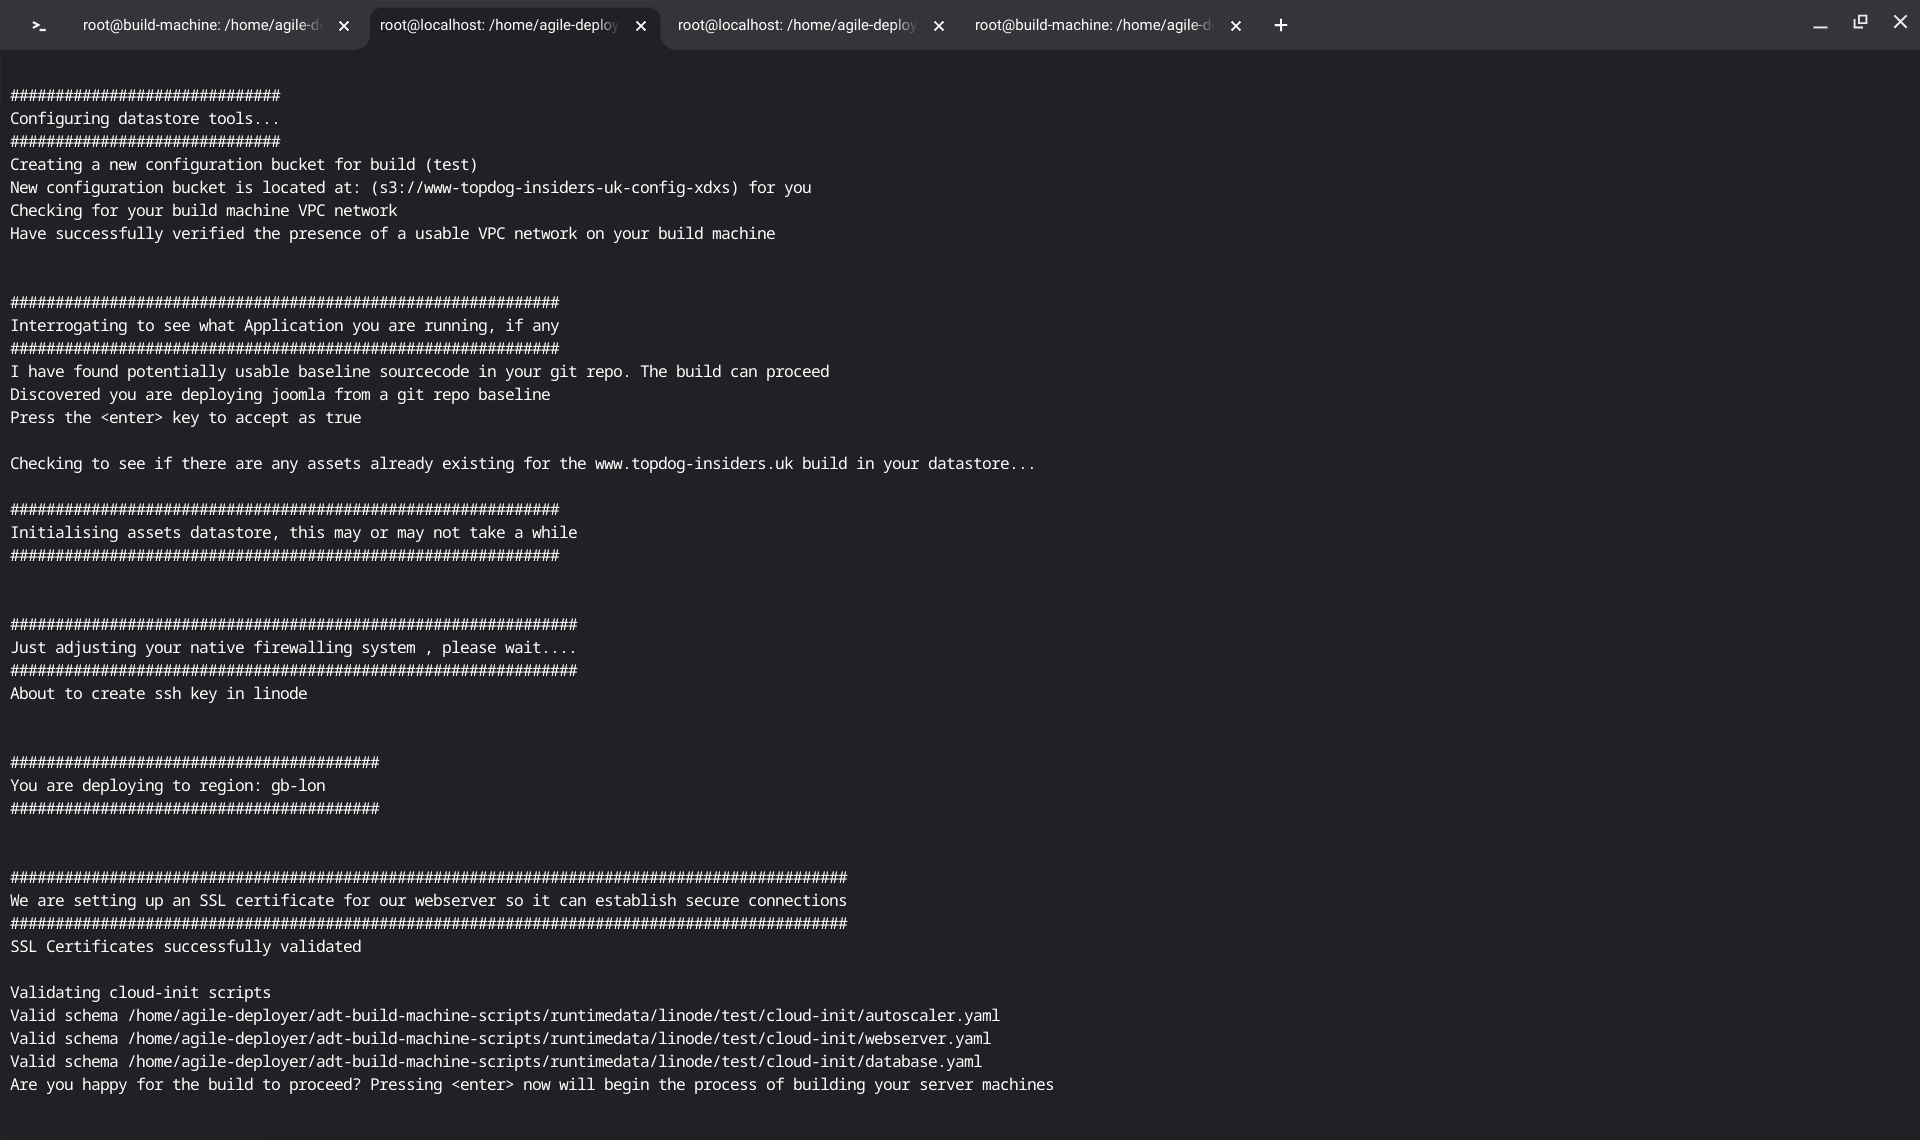 root@build-machine: /home/agile-d
root@localhost: /home/agile-deploy
root@localhost: /home/agile-deploy
root@build-machine: /home/agile-d
##############################
Configuring datastore tools...
##############################
Creating a new configuration bucket for build (test)
New configuration bucket is located at: (s3://www-topdog-insiders-uk-config-xdxs) for you
Checking for your build machine VPC network
Have successfully verified the presence of a usable VPC network on your build machine
#############################################################
Interrogating to see what Application you are running, if any
#############################################################
I have found potentially usable baseline sourcecode in your git repo. The build can proceed
Discovered you are deploying joomla from a git repo baseline
Press the <enter> key to accept as true
Checking to see if there are any assets already existing for the www.topdog-insiders.uk build in your datastore...
#############################################################
Initialising assets datastore, this may or may not take a while
#############################################################
###############################################################
Just adjusting your native firewalling system , please wait....
###############################################################
About to create ssh key in linode
#########################################
You are deploying to region: gb-lon
#########################################
#############################################################################################
We are setting up an SSL certificate for our webserver so it can establish secure connections
#############################################################################################
SSL Certificates successfully validated
Validating cloud-init scripts
Valid schema /home/agile-deployer/adt-build-machine-scripts/runtimedata/linode/test/cloud-init/autoscaler.yaml
Valid schema /home/agile-deployer/adt-build-machine-scripts/runtimedata/linode/test/cloud-init/webserver.yaml
Valid schema /home/agile-deployer/adt-build-machine-scripts/runtimedata/linode/test/cloud-init/database.yaml
Are you happy for the build to proceed? Pressing <enter> now will begin the process of building your server machines